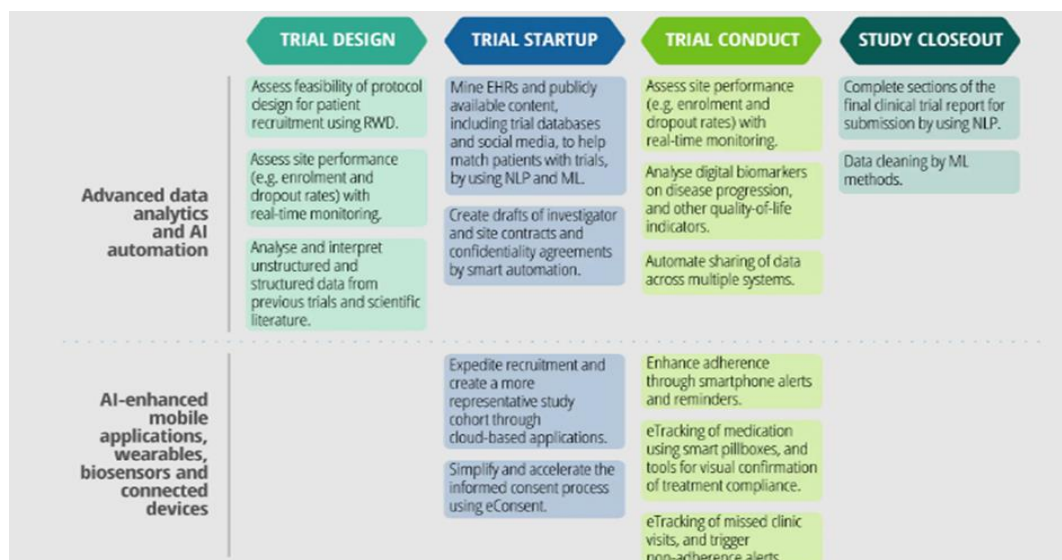 TRIAL DESIGN
TRIAL STARTUP
TRIAL CONDUCT
STUDY CLOSEOUT
Advanced data
analytics
and AI
automation
Assess feasibility of protocol
design for patient
recruitment using RWD.
Assess site performance
(e.g. enrolment and
dropout rates) with
real-time monitoring.
Analyse and interpret
unstructured and
structured data from
previous trials and scientific
literature.
Mine EHRs and publicly
available content,
including trial databases
and social media, to help
match patients with trials,
by using NLP and ML.
Create drafts of investigator
and site contracts and
confidentiality agreements
by smart automation.
Assess site performance
(e.g. enrolment and
dropout rates) with
real-time monitoring.
Analyse digital biomarkers
on disease progression,
and other quality-of-life
indicators.
Automate sharing of data
across multiple systems.
Complete sections of the
final clinical trial report for
submission by using NLP.
Data cleaning by ML
methods.
AI-enhanced
mobile
applications,
wearables,
biosensors and
connected
devices
Expedite recruitment and
create a more
representative study
cohort through
cloud-based applications.
Simplify and accelerate the
informed consent process
using eConsent.
Enhance adherence
through smartphone alerts
and reminders.
eTracking of medication
using smart pillboxes, and
tools for visual confirmation
of treatment compliance.
eTracking of missed clinic
visits, and trigger
non-adherence alerts